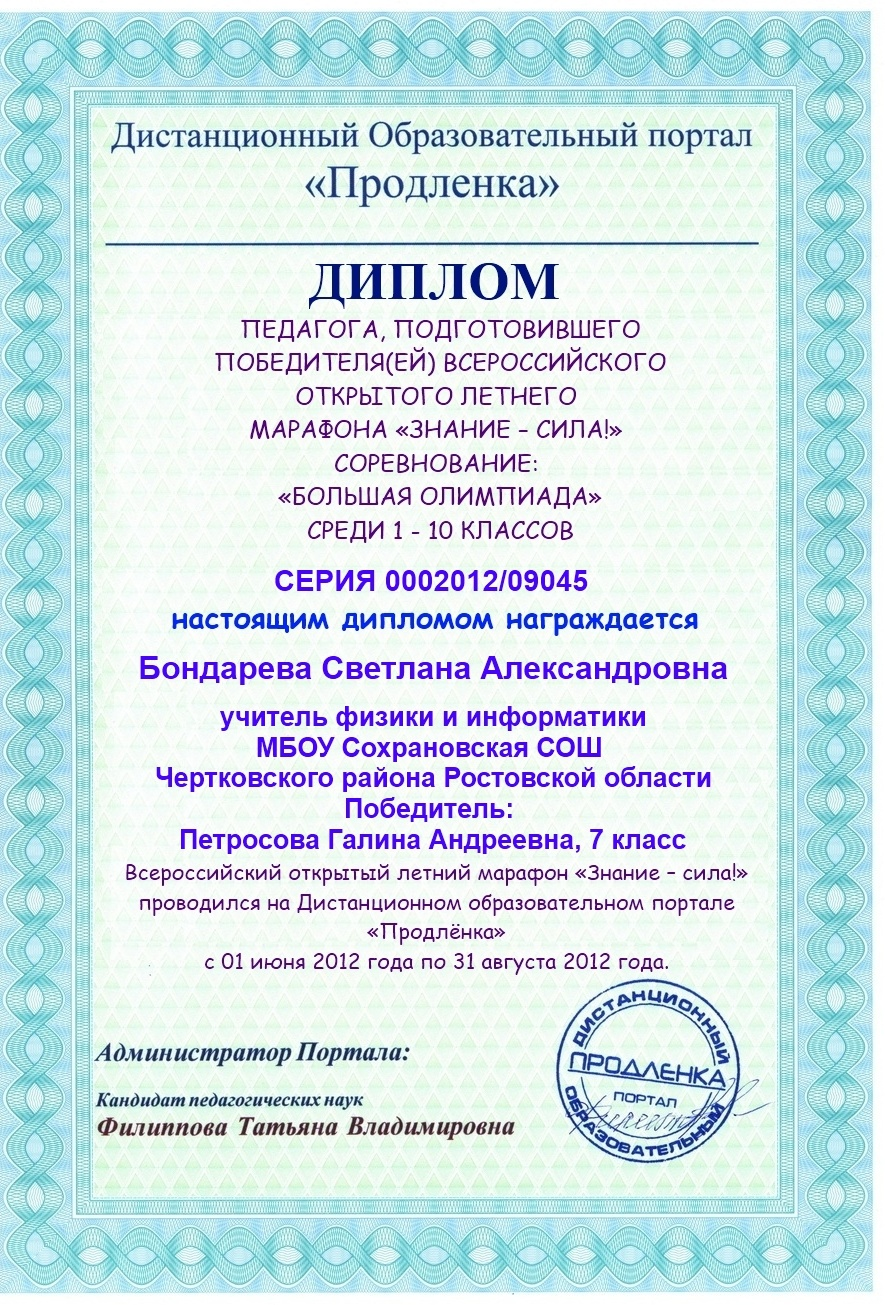 Дистанционный Образовательный портал
«Продленка»
ДИПЛОМ
ПЕДАГОГА, ПОДГОТОВИВШЕГО
ПОБЕДИТЕЛЯ(ЕЙ) ВСЕРОССИЙСКОГО
ОТКРЫТОГО ЛЕТНЕГО
МАРАФОНА «ЗНАНИЕ – СИЛА!»
СОРЕВНОВАНИЕ:
«БОЛЬШАЯ ОЛИМПИАДА»
СРЕДИ 1 - 10 КЛАССОВ
СЕРИЯ 0002012/09045
настоящим дипломом награждается
Бондарева Светлана Александровна
учитель физики и информатики
МБОУ Сохрановская СОШ
Чертковского района Ростовской области
Победитель:
Петросова Галина Андреевна, 7 класс
Всероссийский открытый летний марафон «Знание – сила!»
проводился на Дистанционном образовательном портале
«Продлёнка»
с 01 июня 2012 года по 31 августа 2012 года.
Администратор Портала:
Кандидат педагогических наук
Филиппова Татьяна Владимировна
ДИСТАНЦИОННЫЙ
ПРОДЛЕНКА
ПОРТАЛ
ОБРАЗОВАТЕЛЬНЫЙ